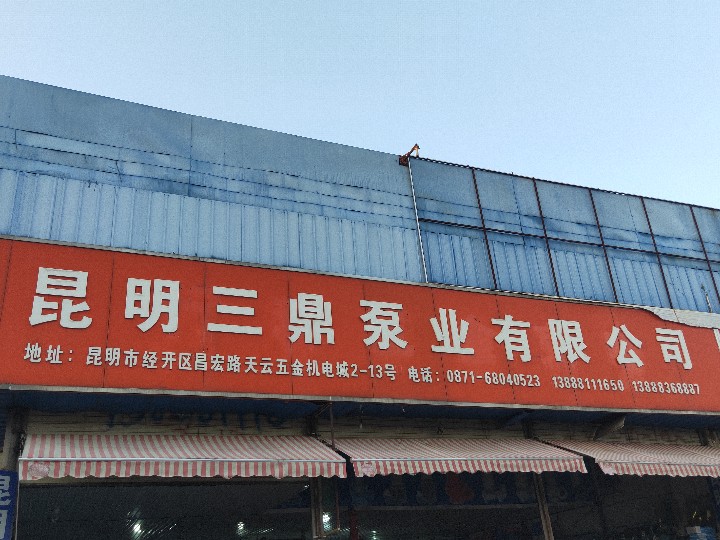 昆明三鼎泵业有限公司
地址：昆明市经开区昌宏路天云五金机电城2-13号 电话：0871-68040523 13888111650 13888368887
昆
明